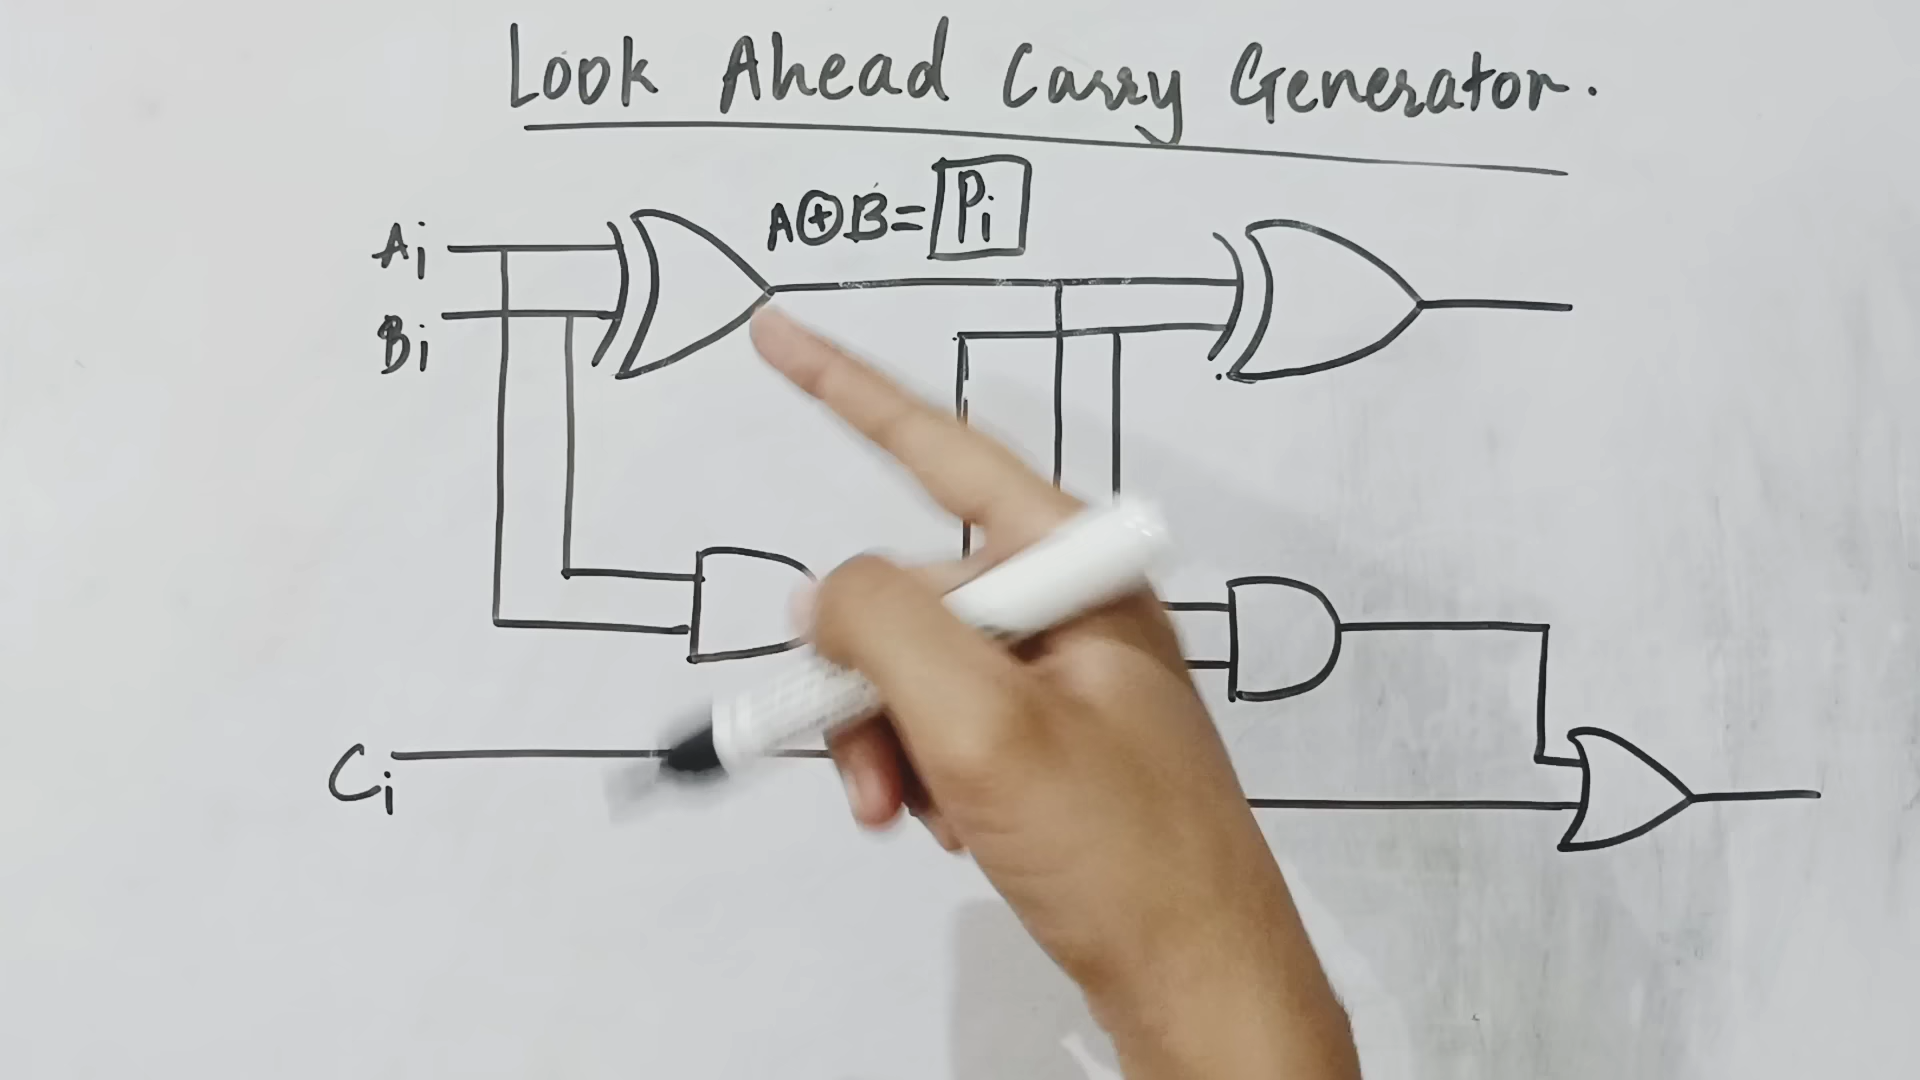 Look Ahead Carry Generator.
A⊕B = Pi
Ai
Bi
Ci